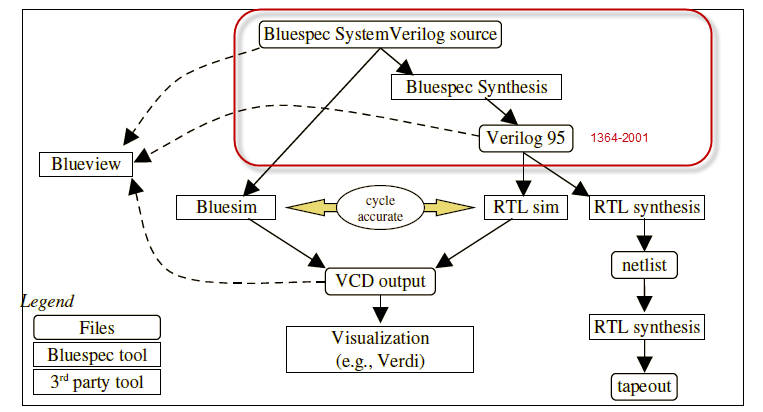 Bluespec SystemVerilog source
Bluespec Synthesis
Verilog 95
1364-2001
Blueview
Bluesim
cycle
accurate
RTL sim
RTL synthesis
netlist
VCD output
Legend
Files
Visualization
(e.g., Verdi)
RTL synthesis
Bluespec tool
3rd party tool
tapeout